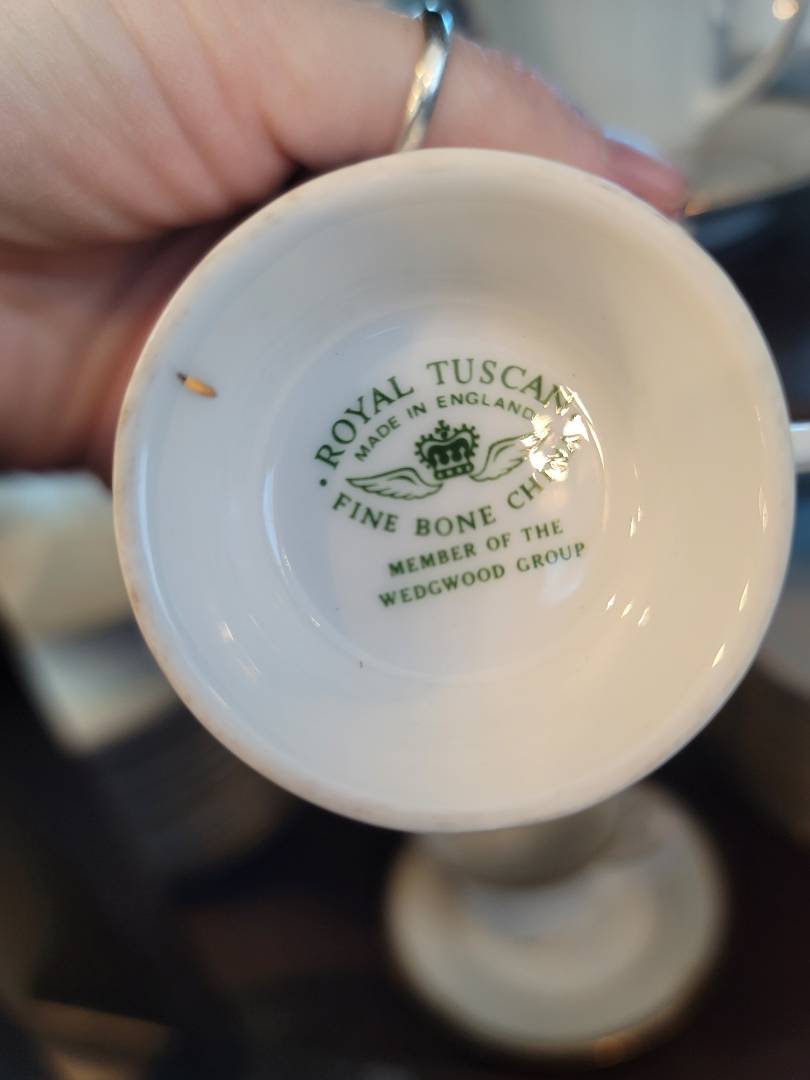 · ROYAL TUSCAN ·
MADE IN ENGLAND
FINE BONE CHINA
MEMBER OF THE
WEDGWOOD GROUP